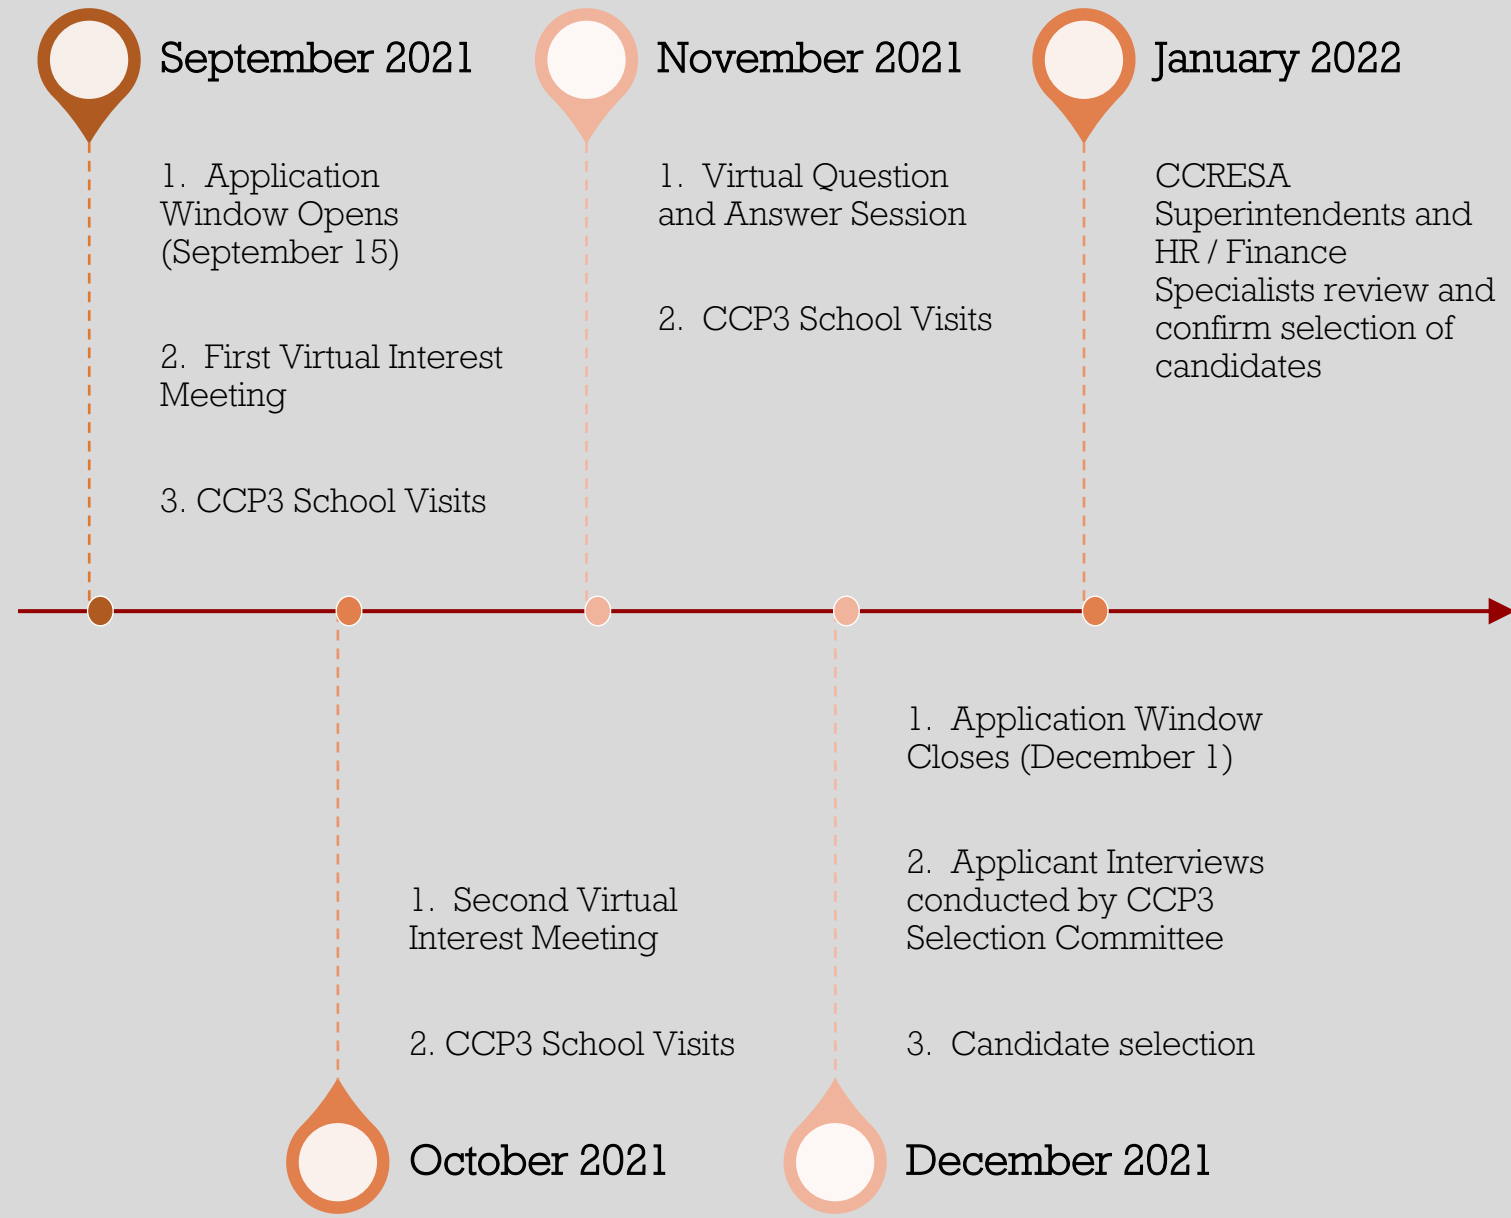 September 2021
1.  Application
Window Opens
(September 15)
2.  First Virtual Interest
Meeting
3. CCP3 School Visits
October 2021
1.  Second Virtual
Interest Meeting
2. CCP3 School Visits
November 2021
1.  Virtual Question
and Answer Session
2.  CCP3 School Visits
December 2021
1.  Application Window
Closes (December 1)
2.  Applicant Interviews
conducted by CCP3
Selection Committee
3.  Candidate selection
January 2022
CCRESA
Superintendents and
HR / Finance
Specialists review and
confirm selection of
candidates